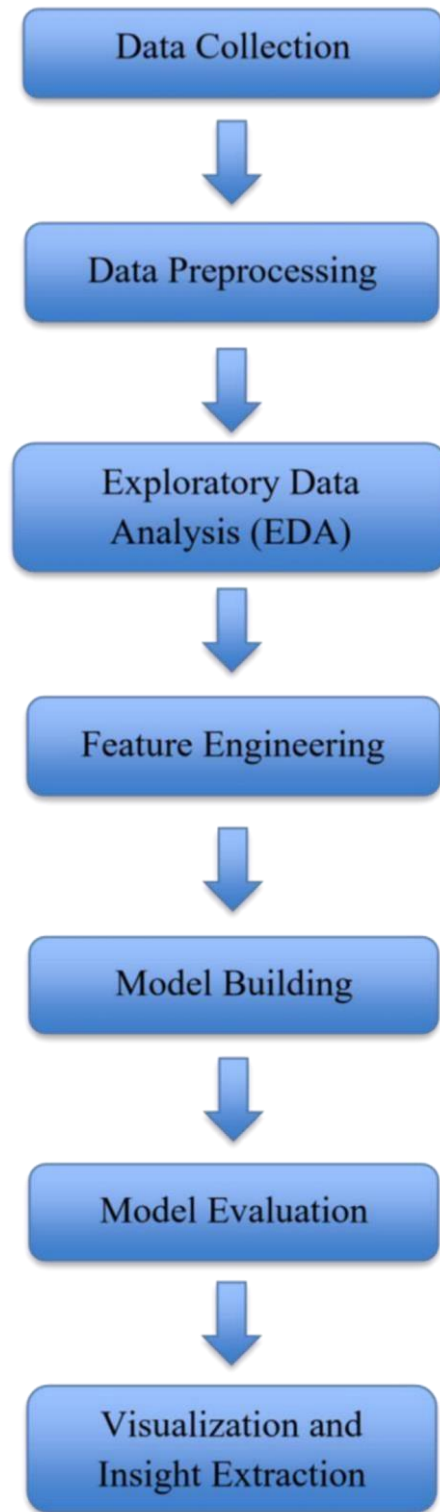 Data Collection
Data Preprocessing
Exploratory Data
Analysis (EDA)
Feature Engineering
Model Building
Model Evaluation
Visualization and
Insight Extraction